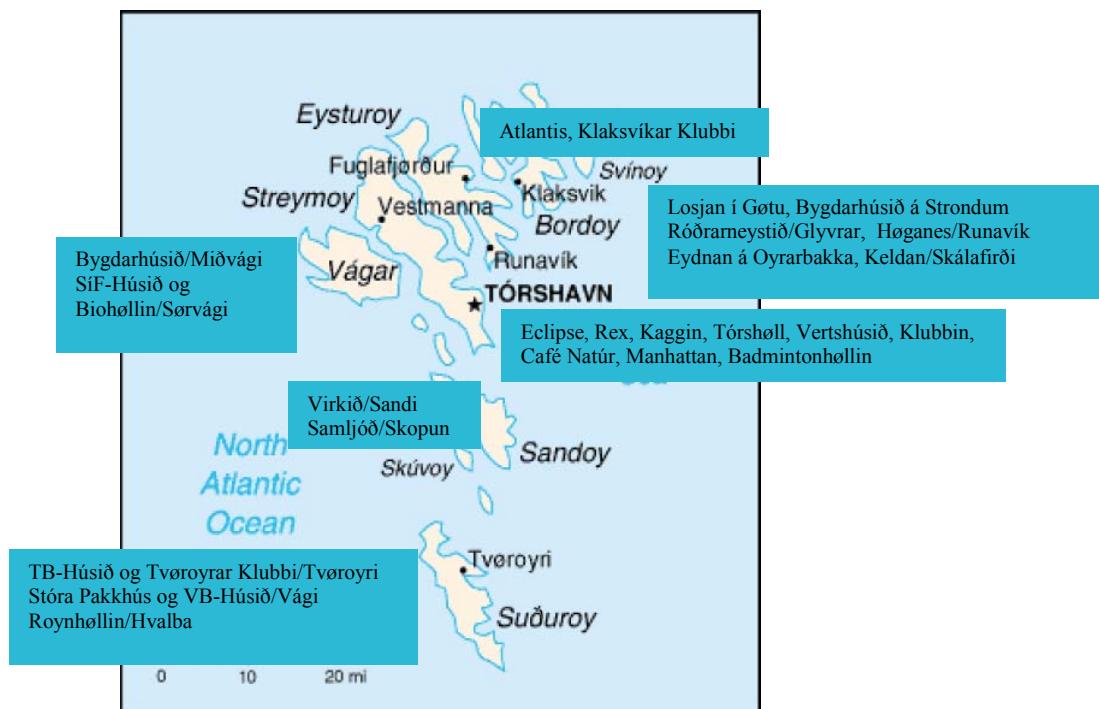 Eysturoy
Atlantis, Klaksvíkar Klubbi
Fuglafjørður
Svínoy
Klaksvik
Streymoy
Vestmanna
Bordoy
Losjan í Gøtu, Bygdarhúsið á Strondum
Róðrarneystið/Glyvrar, Høganes/Runavík
Eydnan á Oyrarbakka, Keldan/Skálafirði
Bygdarhúsið/Miðvági
SíF-Húsið og
Biohøllin/Sørvági
Vágar
Runavík
TÓRSHAVN
Eclipse, Rex, Kaggin, Tórshøll, Vertshúsið, Klubbin,
Café Natúr, Manhattan, Badmintonhøllin
Virkið/Sandi
Samljóð/Skopun
North
Atlantic
Ocean
Skúvoy
Sandoy
TB-Húsið og Tvøroyrar Klubbi/Tvøroyri
Stóra Pakkhús og VB-Húsið/Vági
Roynhøllin/Hvalba
Tvøroyri
Suðuroy
0 10 20 mi